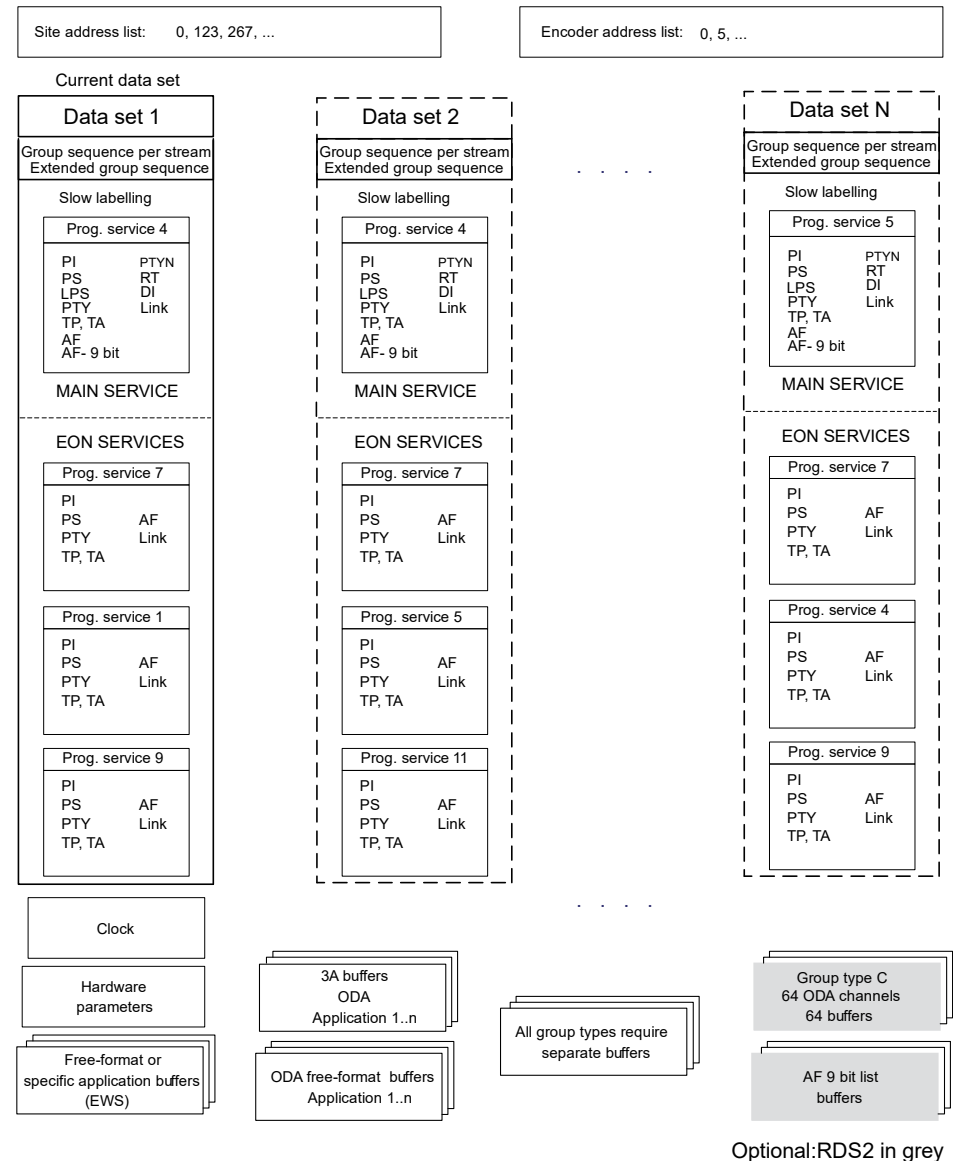 Site address list: 0, 123, 267, ...
Encoder address list: 0, 5, ...
Current data set
Data set 1
Group sequence per stream
Extended group sequence
Slow labelling
Prog. service 4
PI PTYN
PS RT
LPS DI
PTY Link
TP, TA
AF
AF- 9 bit
MAIN SERVICE
EON SERVICES
Prog. service 7
PI
PS AF
PTY Link
TP, TA
Prog. service 1
PI
PS AF
PTY Link
TP, TA
Prog. service 9
PI
PS AF
PTY Link
TP, TA
Data set 2
Group sequence per stream
Extended group sequence
Slow labelling
Prog. service 4
PI PTYN
PS RT
LPS DI
PTY Link
TP, TA
AF
AF- 9 bit
MAIN SERVICE
EON SERVICES
Prog. service 7
PI
PS AF
PTY Link
TP, TA
Prog. service 5
PI
PS AF
PTY Link
TP, TA
Prog. service 11
PI
PS AF
PTY Link
TP, TA
. . . .
Data set N
Group sequence per stream
Extended group sequence
Slow labelling
Prog. service 5
PI PTYN
PS RT
LPS DI
PTY Link
TP, TA
AF
AF- 9 bit
MAIN SERVICE
EON SERVICES
Prog. service 7
PI
PS AF
PTY Link
TP, TA
Prog. service 4
PI
PS AF
PTY Link
TP, TA
Prog. service 9
PI
PS AF
PTY Link
TP, TA
. . . .
Clock
Hardware
parameters
Free-format or
specific application buffers
(EWS)
3A buffers
ODA
Application 1..n
ODA free-format buffers
Application 1..n
All group types require
separate buffers
Group type C
64 ODA channels
64 buffers
AF 9 bit list
buffers
Optional:RDS2 in grey